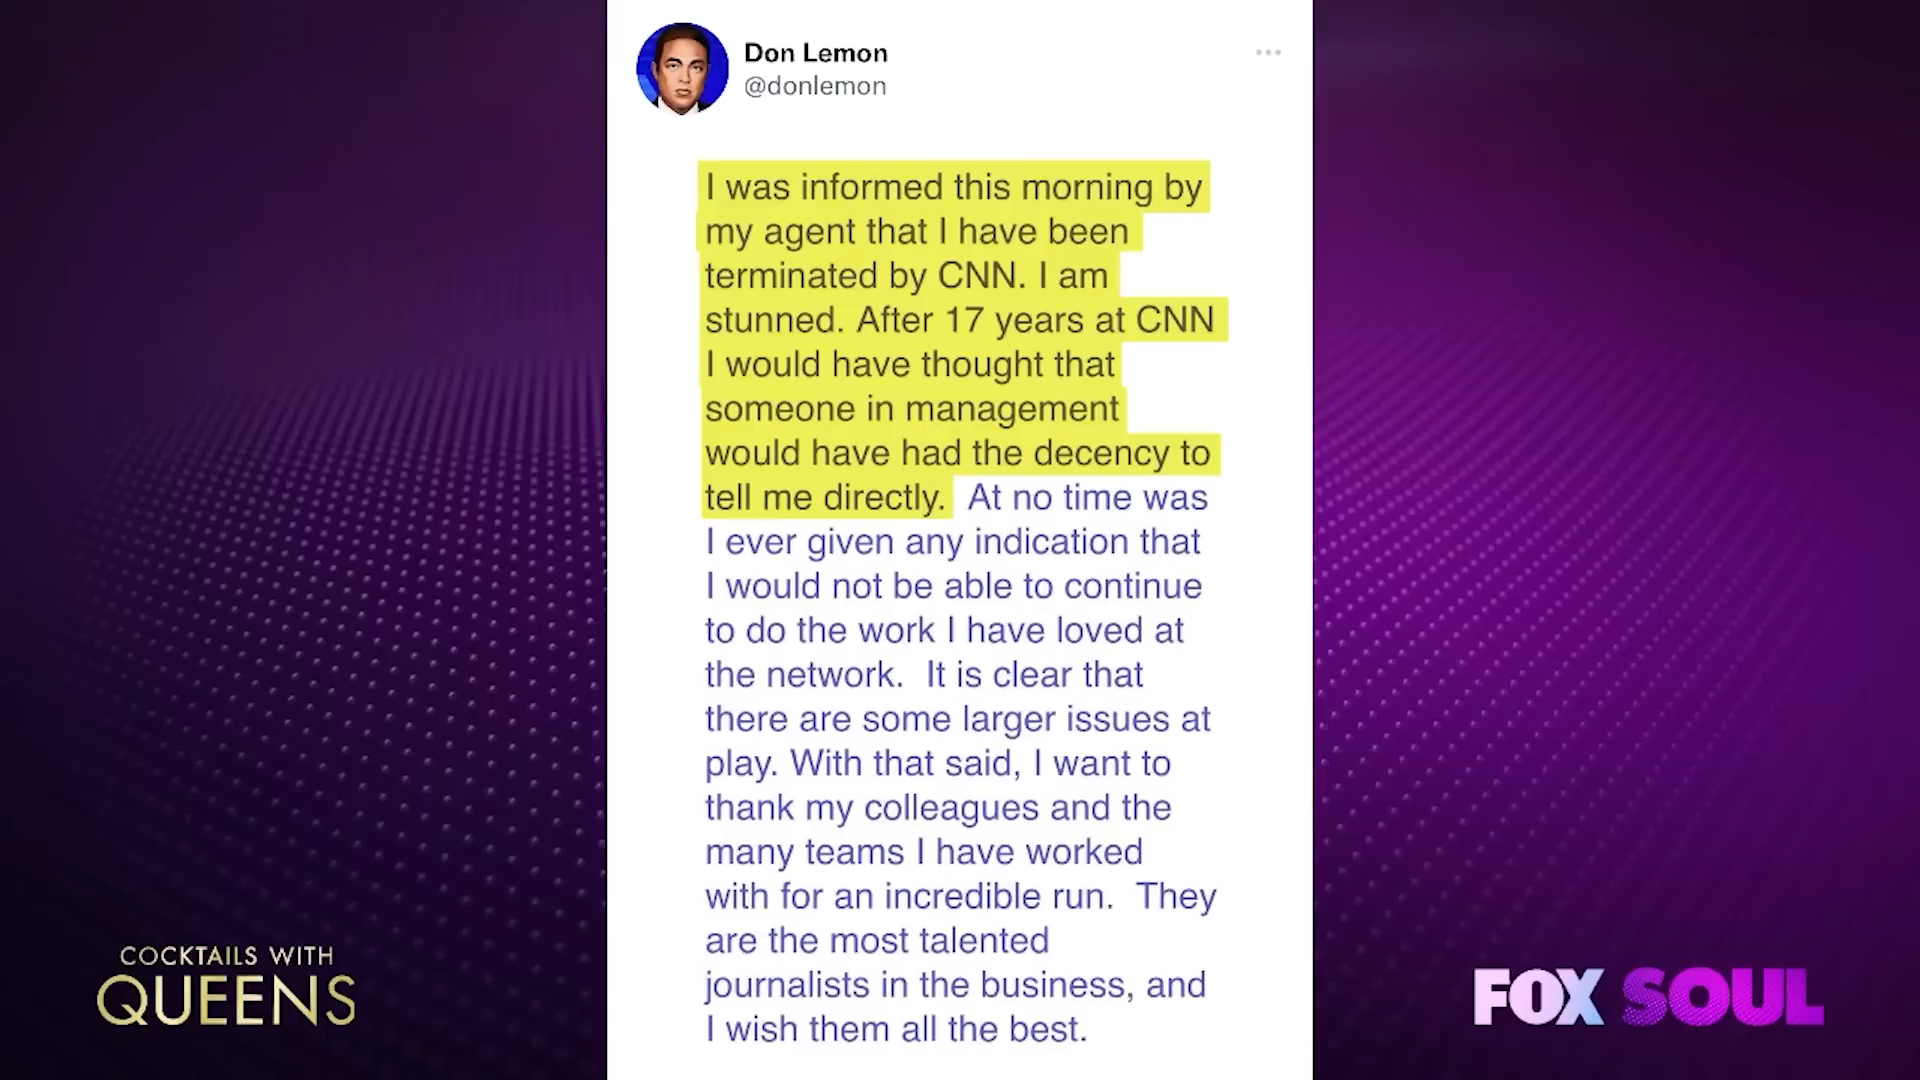 Don Lemon
@donlemon
I was informed this morning by
my agent that I have been
terminated by CNN. I am
stunned. After 17 years at CNN
I would have thought that
someone in management
would have had the decency to
tell me directly. At no time was
I ever given any indication that
I would not be able to continue
to do the work I have loved at
the network. It is clear that
there are some larger issues at
play. With that said, I want to
thank my colleagues and the
many teams I have worked
with for an incredible run. They
are the most talented
journalists in the business, and
I wish them all the best.
COCKTAILS WITH
QUEENS
FOX SOUL